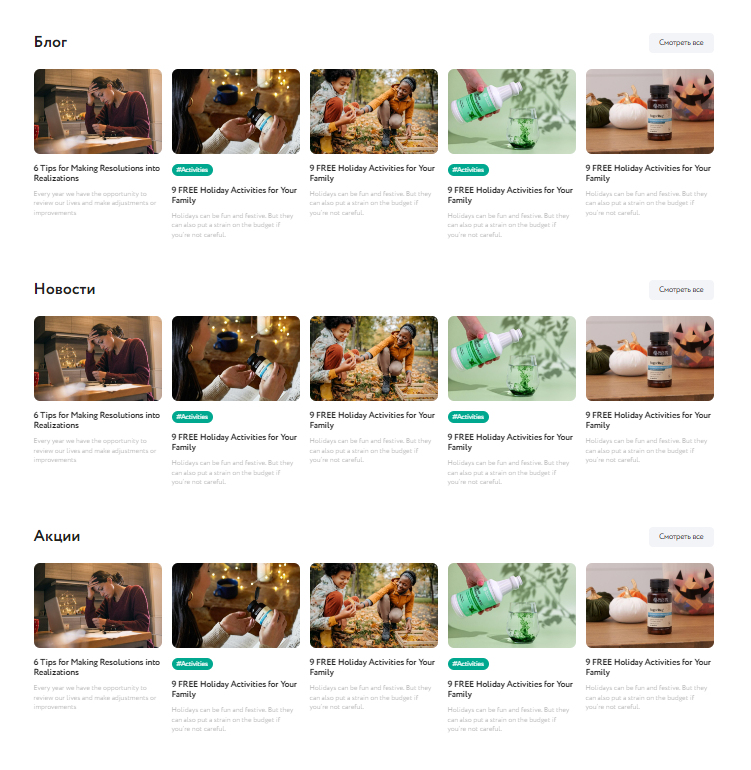 Блог
Смотреть все
6 Tips for Making Resolutions into
Realizations
Every year we have the opportunity to
review our lives and make adjustments or
improvements
#Activities
9 FREE Holiday Activities for Your
Family
Holidays can be fun and festive. But they
can also put a strain on the budget if
you're not careful.
9 FREE Holiday Activities for Your
Family
Holidays can be fun and festive. But they
can also put a strain on the budget if
you're not careful.
#Activities
9 FREE Holiday Activities for Your
Family
Holidays can be fun and festive. But they
can also put a strain on the budget if
you're not careful.
9 FREE Holiday Activities for Your
Family
Holidays can be fun and festive. But they
can also put a strain on the budget if
you're not careful.
Новости
Смотреть все
6 Tips for Making Resolutions into
Realizations
Every year we have the opportunity to
review our lives and make adjustments or
improvements
#Activities
9 FREE Holiday Activities for Your
Family
Holidays can be fun and festive. But they
can also put a strain on the budget if
you're not careful.
9 FREE Holiday Activities for Your
Family
Holidays can be fun and festive. But they
can also put a strain on the budget if
you're not careful.
#Activities
9 FREE Holiday Activities for Your
Family
Holidays can be fun and festive. But they
can also put a strain on the budget if
you're not careful.
9 FREE Holiday Activities for Your
Family
Holidays can be fun and festive. But they
can also put a strain on the budget if
you're not careful.
Акции
Смотреть все
6 Tips for Making Resolutions into
Realizations
Every year we have the opportunity to
review our lives and make adjustments or
improvements
#Activities
9 FREE Holiday Activities for Your
Family
Holidays can be fun and festive. But they
can also put a strain on the budget if
you're not careful.
9 FREE Holiday Activities for Your
Family
Holidays can be fun and festive. But they
can also put a strain on the budget if
you're not careful.
#Activities
9 FREE Holiday Activities for Your
Family
Holidays can be fun and festive. But they
can also put a strain on the budget if
you're not careful.
9 FREE Holiday Activities for Your
Family
Holidays can be fun and festive. But they
can also put a strain on the budget if
you're not careful.